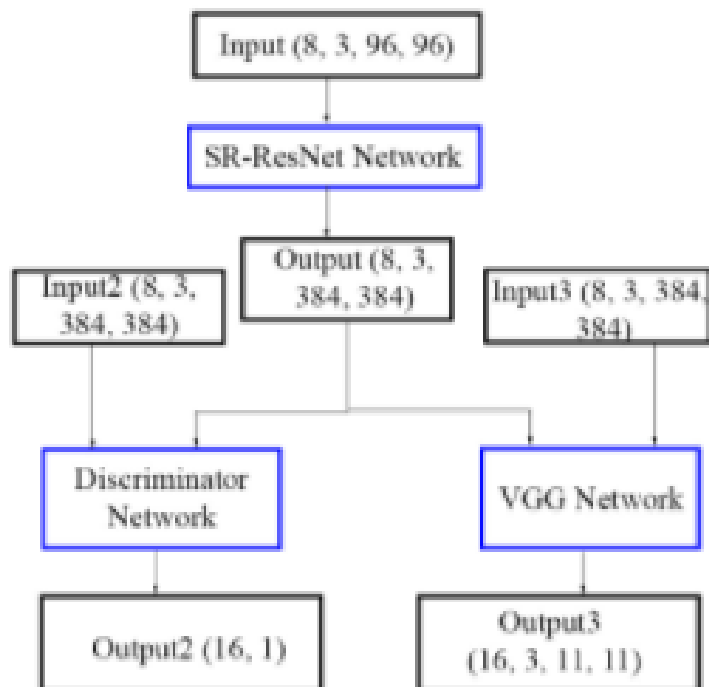 Input (8, 3, 96, 96)
SR-ResNet Network
Output (8, 3,
384, 384)
Input2 (8, 3,
384, 384)
Input3 (8, 3, 384,
384)
Discriminator
Network
VGG Network
Output2 (16, 1)
Output3
(16, 3, 11, 11)